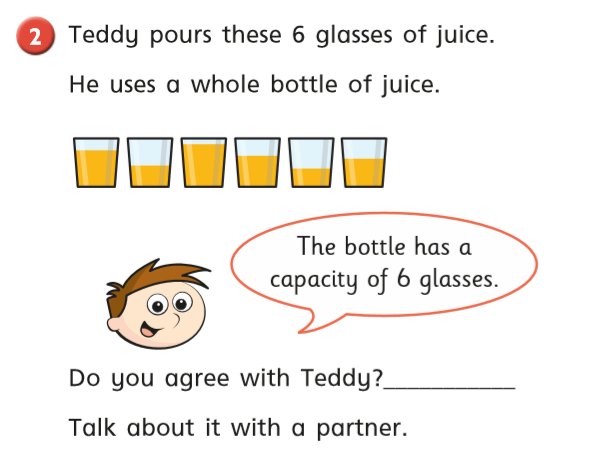 2 Teddy pours these 6 glasses of juice.
He uses a whole bottle of juice.
The bottle has a
capacity of 6 glasses.
Do you agree with Teddy?___________
Talk about it with a partner.